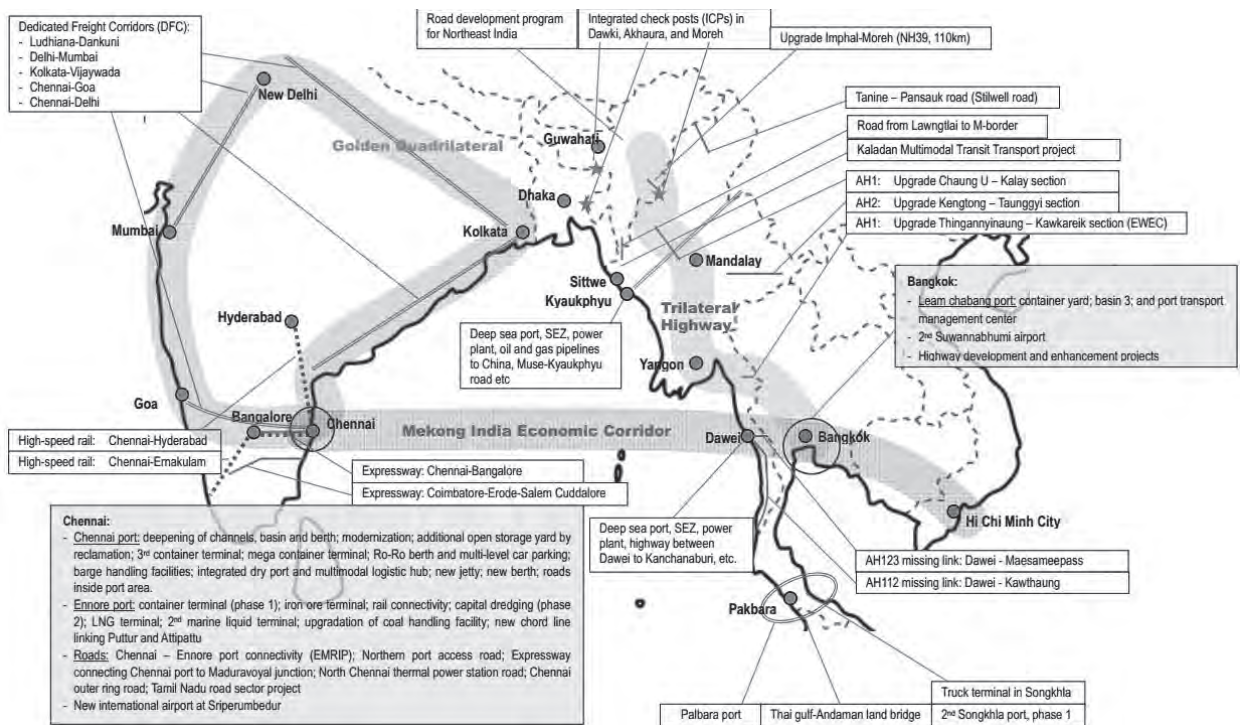 Dedicated Freight Corridors (DFC):
- Ludhiana-Dankuni
- Delhi-Mumbai
- Kolkata-Vijaywada
- Chennai-Goa
- Chennai-Delhi
Road development program
for Northeast India
Integrated check posts (ICPs) in
Dawki, Akhaura, and Moreh
Upgrade Imphal-Moreh (NH39, 110km)
Tanine – Pansauk road (Stilwell road)
Road from Lawngtlai to M-border
Kaladan Multimodal Transit Transport project
AH1: Upgrade Chaung U – Kalay section
AH2: Upgrade Kengtong – Taunggyi section
AH1: Upgrade Thingannyinaung – Kawkareik section (EWEC)
New Delhi
Golden Quadrilateral
Guwahati
Dhaka
Mumbai
Kolkata
Mandalay
Sittwe
Kyaukphyu
Trilateral
Highway
Bangkok:
- Leam chabang port: container yard; basin 3; and port transport
management center
- 2nd Suwannabhumi airport
- Highway development and enhancement projects
Hyderabad
Deep sea port, SEZ, power
plant, oil and gas pipelines
to China, Muse-Kyaukphyu
road etc
Yangon
Goa
Bangalore
Chennai
Mekong India Economic Corridor
Dawei
Bangkok
High-speed rail: Chennai-Hyderabad
High-speed rail: Chennai-Ernakulam
Expressway: Chennai-Bangalore
Expressway: Coimbatore-Erode-Salem Cuddalore
Hi Chi Minh City
Chennai:
- Chennai port: deepening of channels, basin and berth; modernization; additional open storage yard by
reclamation; 3rd container terminal; mega container terminal; Ro-Ro berth and multi-level car parking;
barge handling facilities; integrated dry port and multimodal logistic hub; new jetty; new berth; roads
inside port area.
- Ennore port: container terminal (phase 1); iron ore terminal; rail connectivity; capital dredging (phase
2); LNG terminal; 2nd marine liquid terminal; upgradation of coal handling facility; new chord line
linking Puttur and Attipattu
- Roads: Chennai – Ennore port connectivity (EMRIP); Northern port access road; Expressway
connecting Chennai port to Maduravoyal junction; North Chennai thermal power station road; Chennai
outer ring road; Tamil Nadu road sector project
- New international airport at Sriperumbedur
Deep sea port, SEZ, power
plant, highway between
Dawei to Kanchanaburi, etc.
AH123 missing link: Dawei - Maesameepass
AH112 missing link: Dawei - Kawthaung
Pakbara
Palbara port
Thai gulf-Andaman land bridge
Truck terminal in Songkhla
2nd Songkhla port, phase 1